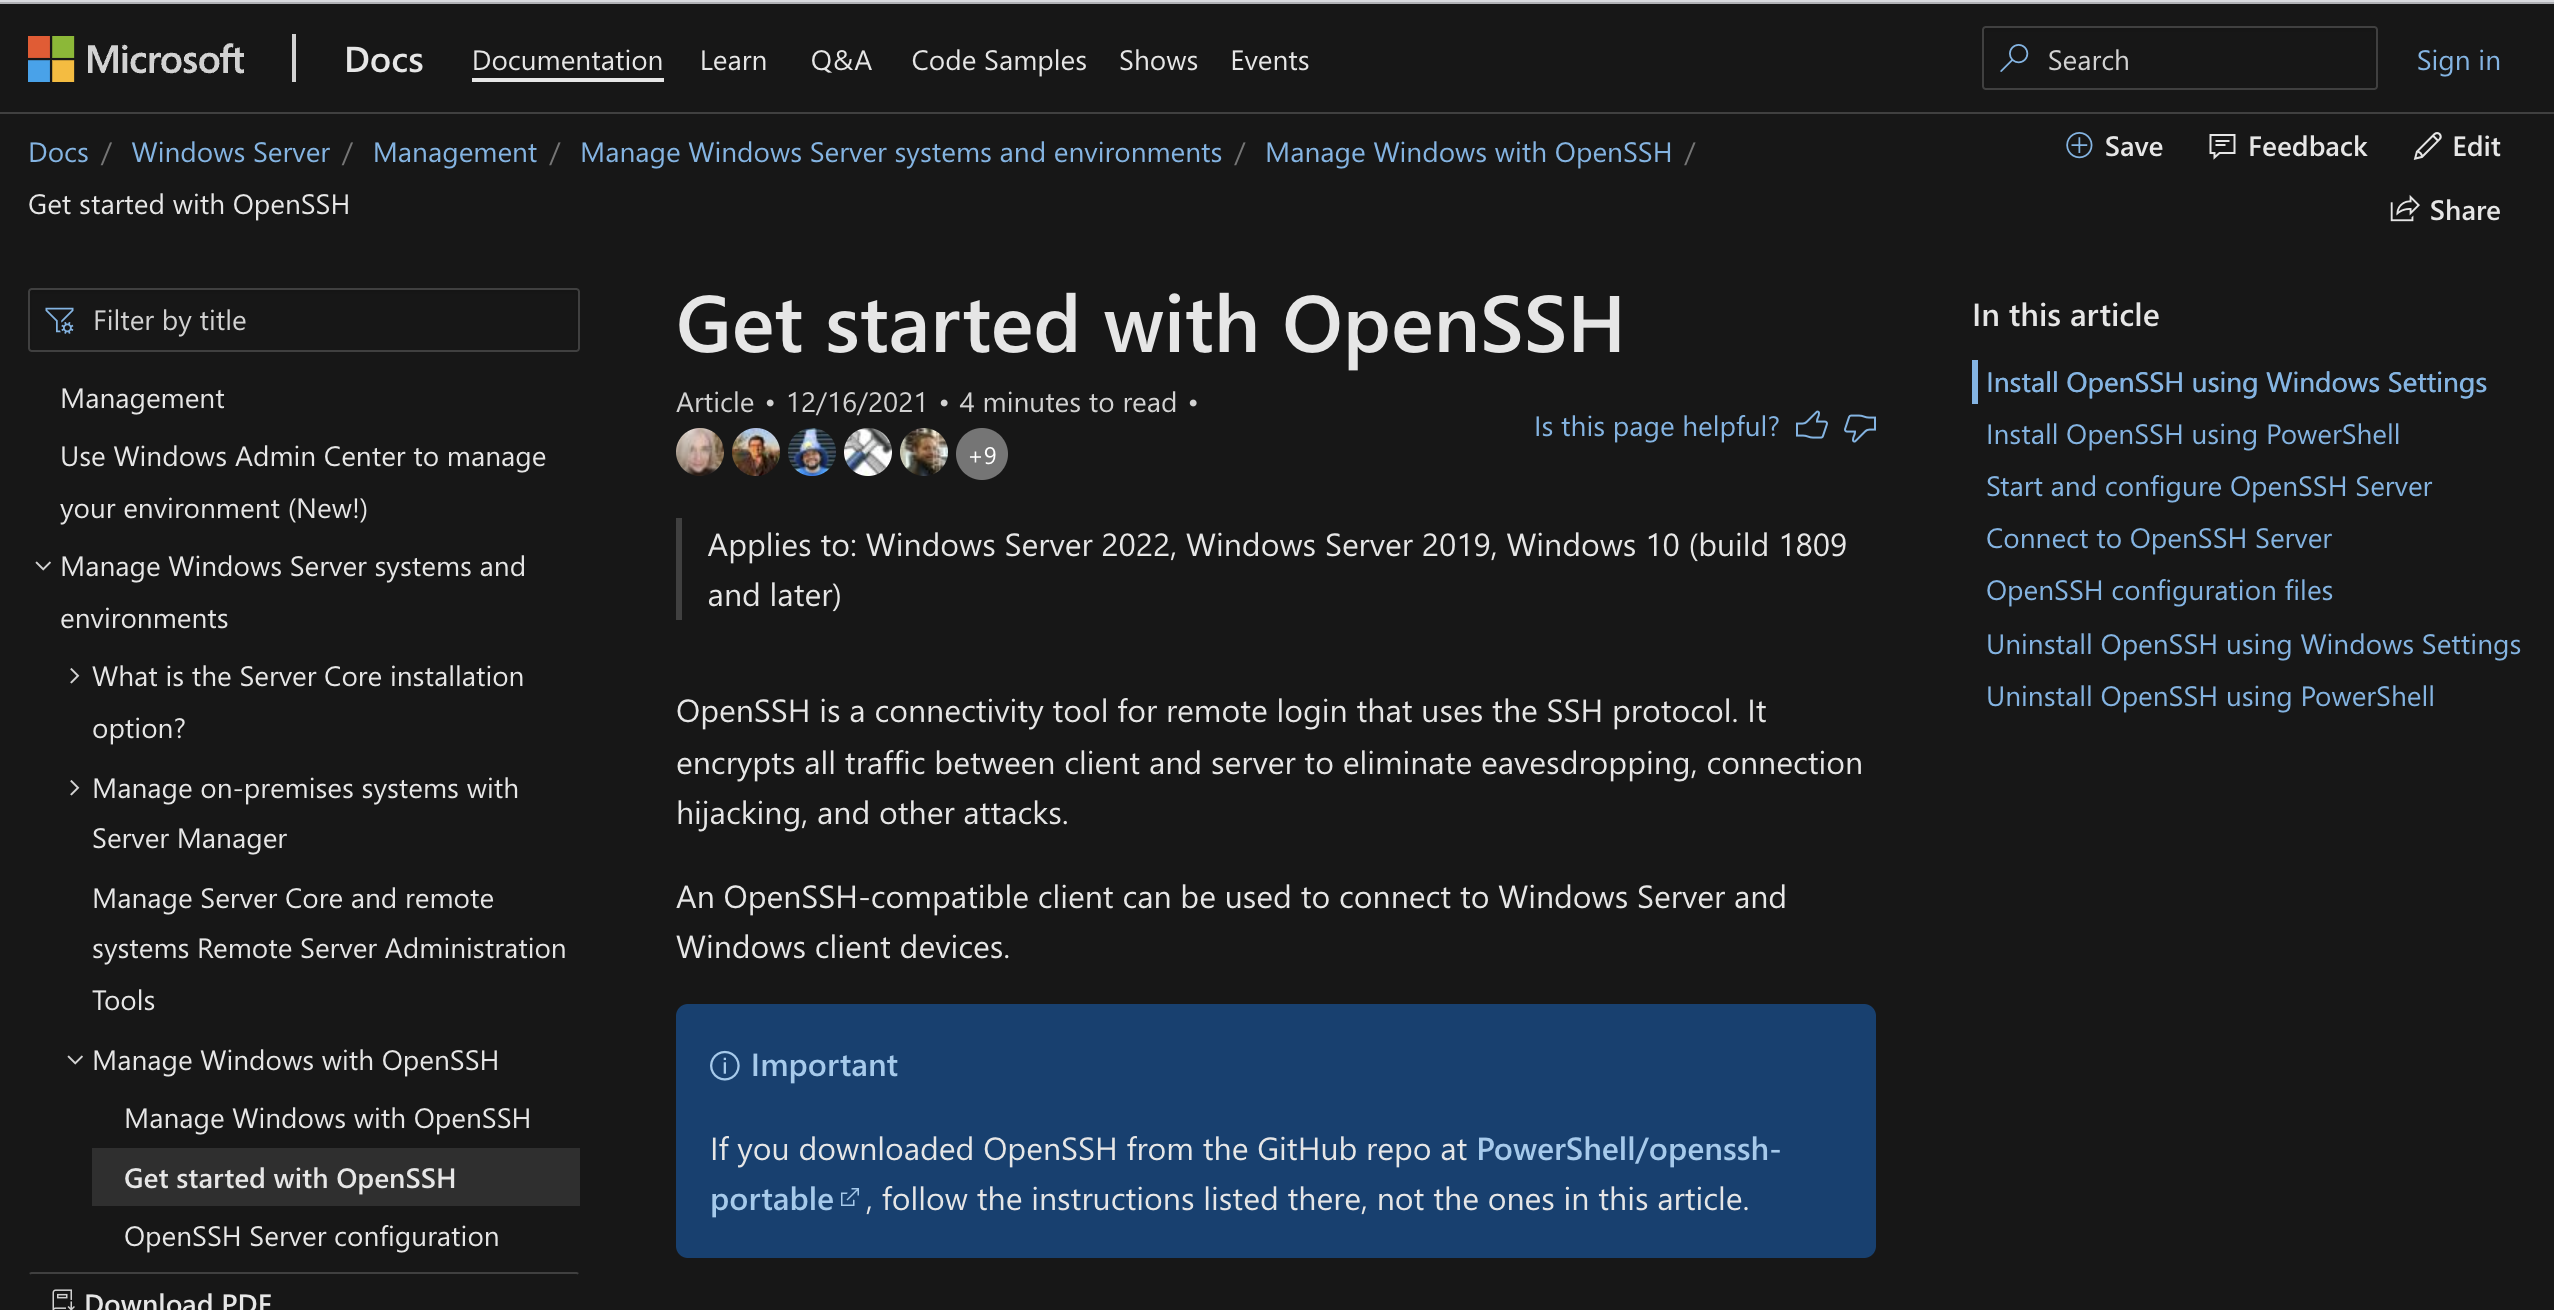 Microsoft
Docs
Documentation
Learn
Q&A
Code Samples
Shows
Events
Search
Sign in
Docs / Windows Server / Management / Manage Windows Server systems and environments / Manage Windows with OpenSSH /
Get started with OpenSSH
Save
Feedback
Edit
Share
Filter by title
Management
Use Windows Admin Center to manage
your environment (New!)
Manage Windows Server systems and
environments
What is the Server Core installation
option?
Manage on-premises systems with
Server Manager
Manage Server Core and remote
systems Remote Server Administration
Tools
Manage Windows with OpenSSH
Manage Windows with OpenSSH
Get started with OpenSSH
OpenSSH Server configuration
Download PDF
Get started with OpenSSH
Article • 12/16/2021 • 4 minutes to read •
+9
Is this page helpful?
Applies to: Windows Server 2022, Windows Server 2019, Windows 10 (build 1809
and later)
OpenSSH is a connectivity tool for remote login that uses the SSH protocol. It
encrypts all traffic between client and server to eliminate eavesdropping, connection
hijacking, and other attacks.
An OpenSSH-compatible client can be used to connect to Windows Server and
Windows client devices.
Important
If you downloaded OpenSSH from the GitHub repo at PowerShell/openssh-
portable, follow the instructions listed there, not the ones in this article.
In this article
Install OpenSSH using Windows Settings
Install OpenSSH using PowerShell
Start and configure OpenSSH Server
Connect to OpenSSH Server
OpenSSH configuration files
Uninstall OpenSSH using Windows Settings
Uninstall OpenSSH using PowerShell